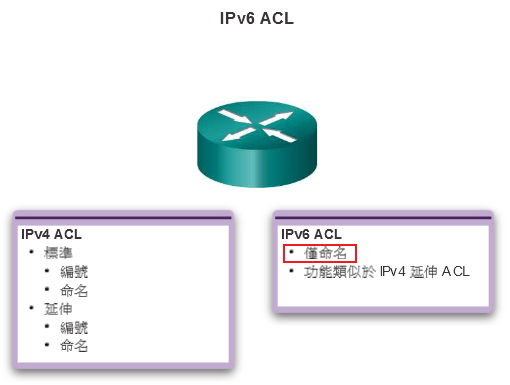 IPv6 ACL
IPv4 ACL
• 標準
• 編號
• 命名
• 延伸
• 編號
• 命名
IPv6 ACL
• 僅命名
• 功能類似於 IPv4 延伸 ACL